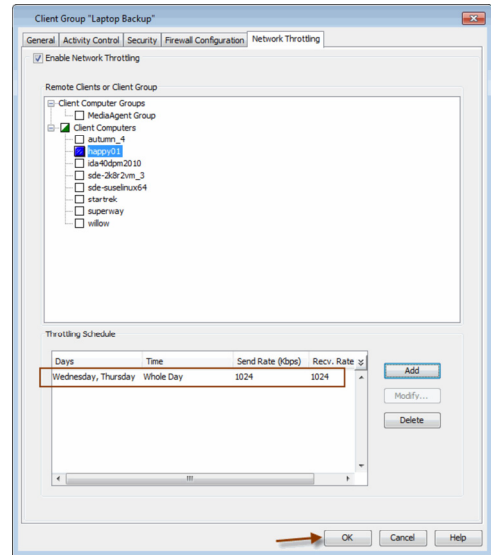 Client Group "Laptop Backup"
General Activity Control Security Firewall Configuration Network Throttling
Enable Network Throttling
Remote Clients or Client Group
Client Computer Groups
MediaAgent Group
Client Computers
autumn_4
happy01
ida40dpm2010
sde-2k8r2vm_3
sde-suselinux64
startrek
superway
willow
Throttling Schedule
Days Time Send Rate (Kbps) Recv. Rate
Wednesday, Thursday Whole Day 1024 1024
Add
Modify...
Delete
OK Cancel Help